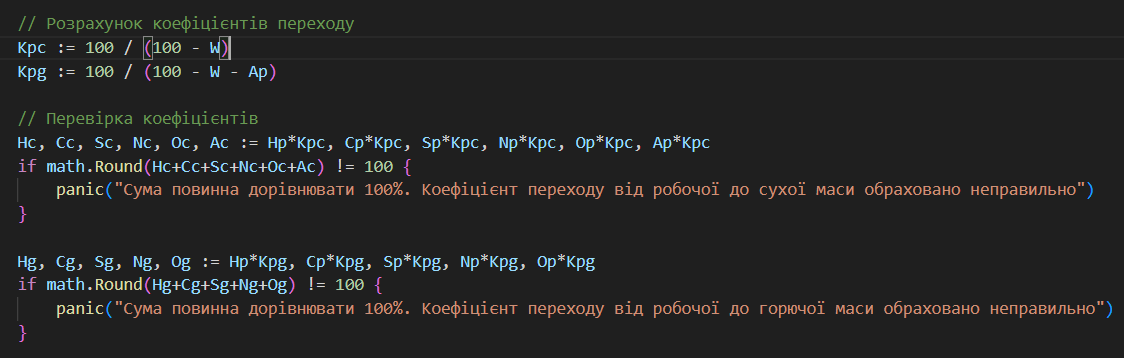 // Розрахунок коефіцієнтів переходу
Kpc := 100 / (100 - W)
Kpg := 100 / (100 - W - Ap)
// Перевірка коефіцієнтів
Hc, Cc, Sc, Nc, Oc, Ac := Hp*Kpc, Cp*Kpc, Sp*Kpc, Np*Kpc, Op*Kpc, Ap*Kpc
if math.Round(Hc+Cc+Sc+Nc+Oc+Ac) != 100 {
panic("Сума повинна дорівнювати 100%. Коефіцієнт переходу від робочої до сухої маси обраховано неправильно")
}
Hg, Cg, Sg, Ng, Og := Hp*Kpg, Cp*Kpg, Sp*Kpg, Np*Kpg, Op*Kpg
if math.Round(Hg+Cg+Sg+Ng+Og) != 100 {
panic("Сума повинна дорівнювати 100%. Коефіцієнт переходу від робочої до горючої маси обраховано неправильно")
}